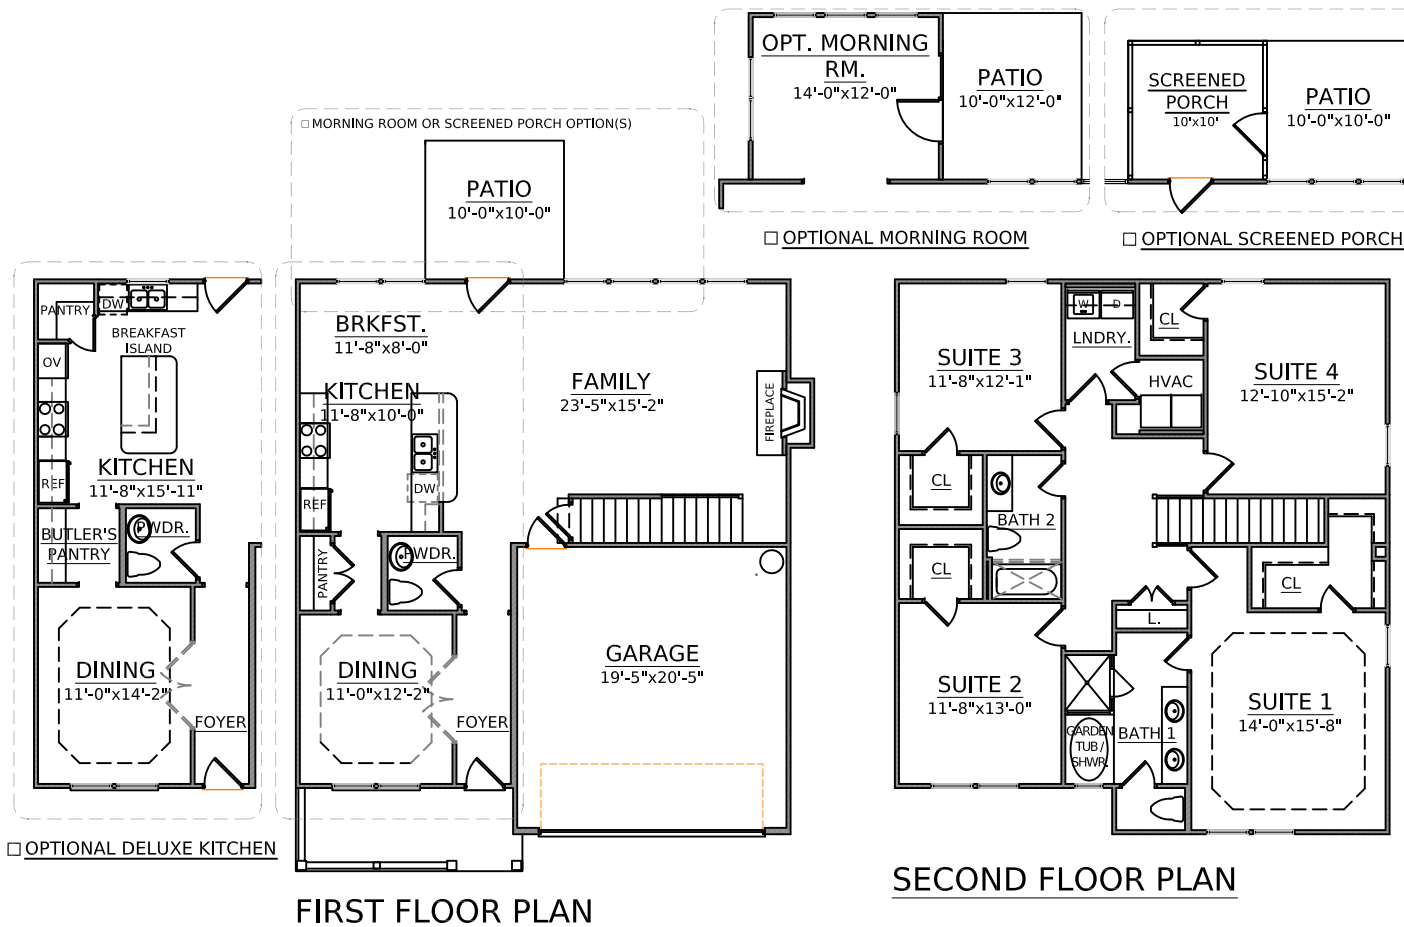 OPT. MORNING
RM.
14'-0"x12'-0"
PATIO
10'-0"x12'-0"
OPTIONAL MORNING ROOM
SCREENED
PORCH
10'x10'
PATIO
10'-0"x10'-0"
OPTIONAL SCREENED PORCH
MORNING ROOM OR SCREENED PORCH OPTION(S)
PATIO
10'-0"x10'-0"
PANTRY
DW
BREAKFAST
ISLAND
OV
KITCHEN
11'-8"x15'-11"
REF
BUTLER'S
PANTRY
PWDR.
DINING
11'-0"x14'-2"
FOYER
OPTIONAL DELUXE KITCHEN
BRKFST.
11'-8"x8'-0"
KITCHEN
11'-8"x10'-0"
FAMILY
23'-5"x15'-2"
FIREPLACE
DW
REF
PANTRY
PWDR.
DINING
11'-0"x12'-2"
FOYER
GARAGE
19'-5"x20'-5"
FIRST FLOOR PLAN
SUITE 3
11'-8"x12'-1"
W
D
LNDRY.
CL
HVAC
SUITE 4
12'-10"x15'-2"
CL
BATH 2
CL
CL
L.
SUITE 2
11'-8"x13'-0"
GARDEN
TUB/
SHWR.
BATH 1
SUITE 1
14'-0"x15'-8"
SECOND FLOOR PLAN